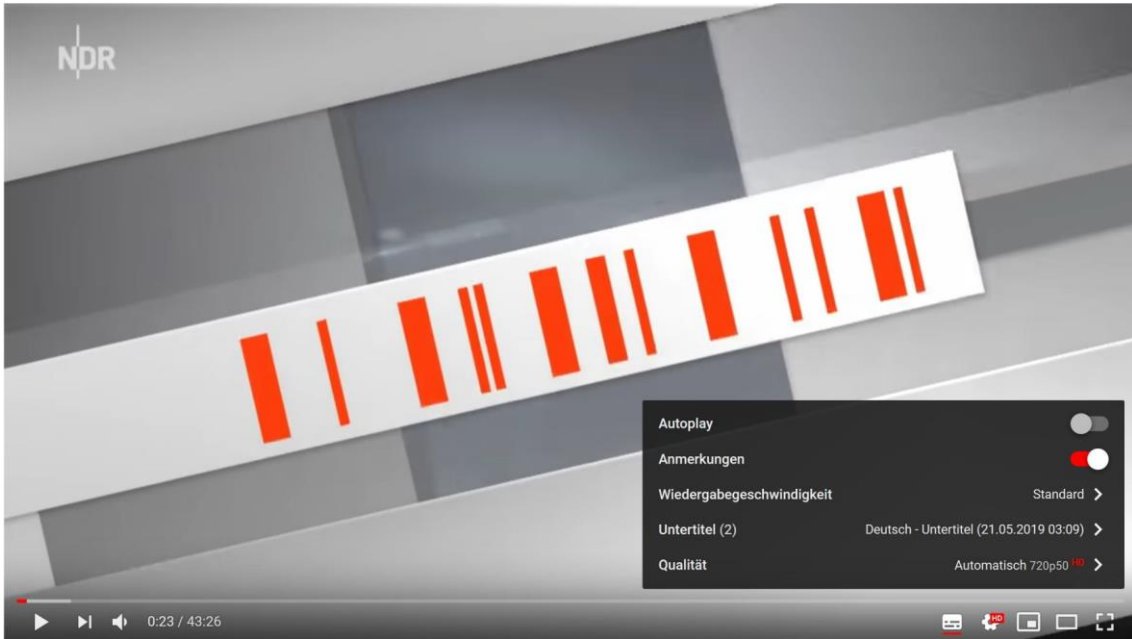 NDR
Autoplay
Anmerkungen
Wiedergabegeschwindigkeit Standard
Untertitel (2) Deutsch - Untertitel (21.05.2019 03:09)
Qualität Automatisch 720p50 HD
0:23 / 43:26 HD